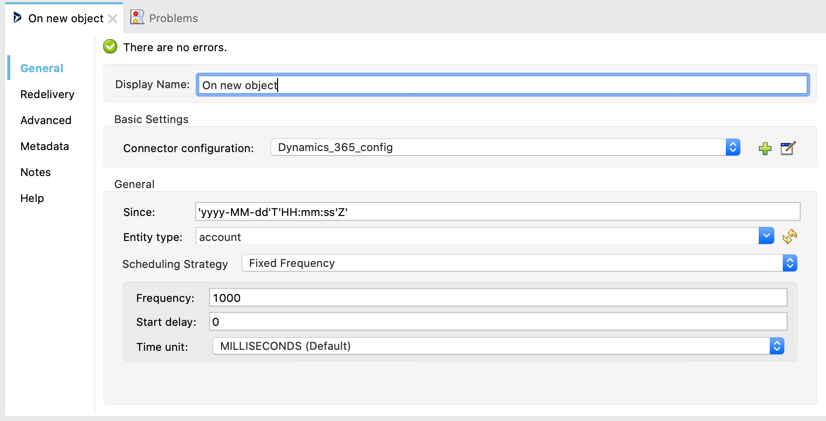 On new object
Problems
There are no errors.
General
Redelivery
Advanced
Metadata
Notes
Help
Display Name: On new object
Basic Settings
Connector configuration: Dynamics_365_config
General
Since: 'yyyy-MM-dd'T'HH:mm:ss'Z'
Entity type: account
Scheduling Strategy Fixed Frequency
Frequency: 1000
Start delay: 0
Time unit: MILLISECONDS (Default)